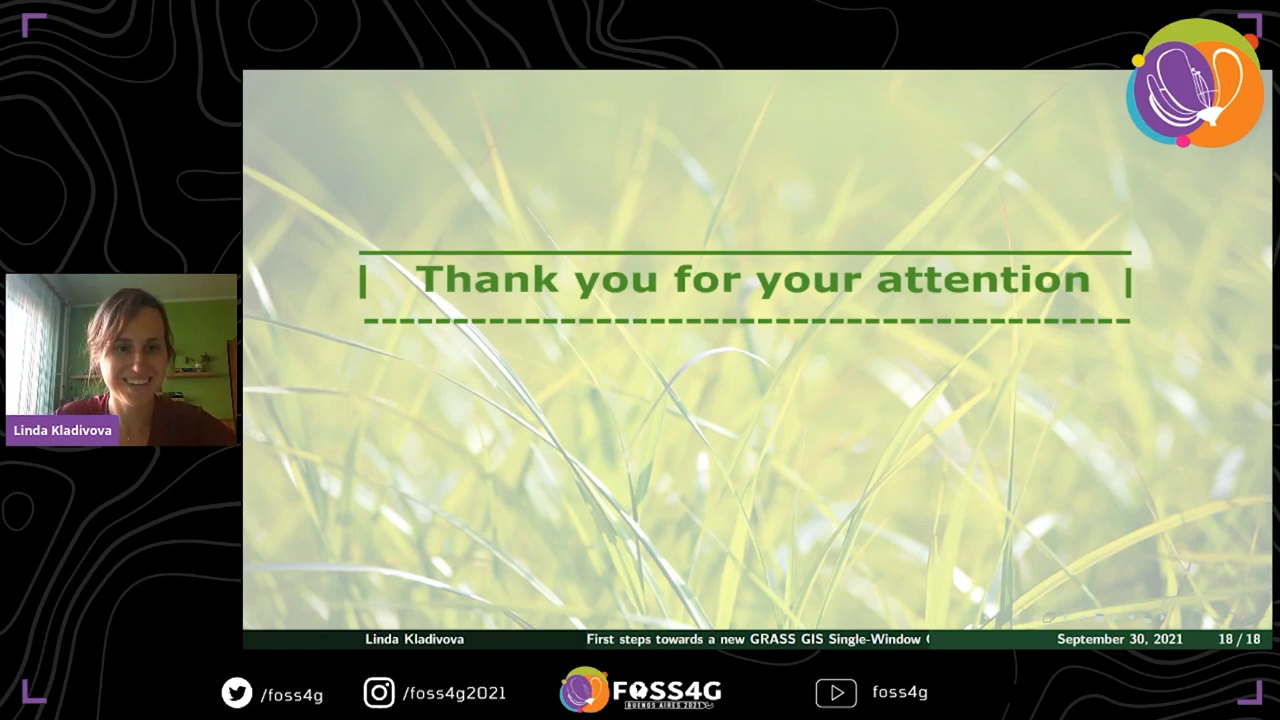 | Thank you for your attention |
Linda Kladivova
Linda Kladivova
First steps towards a new GRASS GIS Single-Window
September 30, 2021
18 / 18
/foss4g
/foss4g2021
FOSS4G
BUENOS AIRES 2021
foss4g